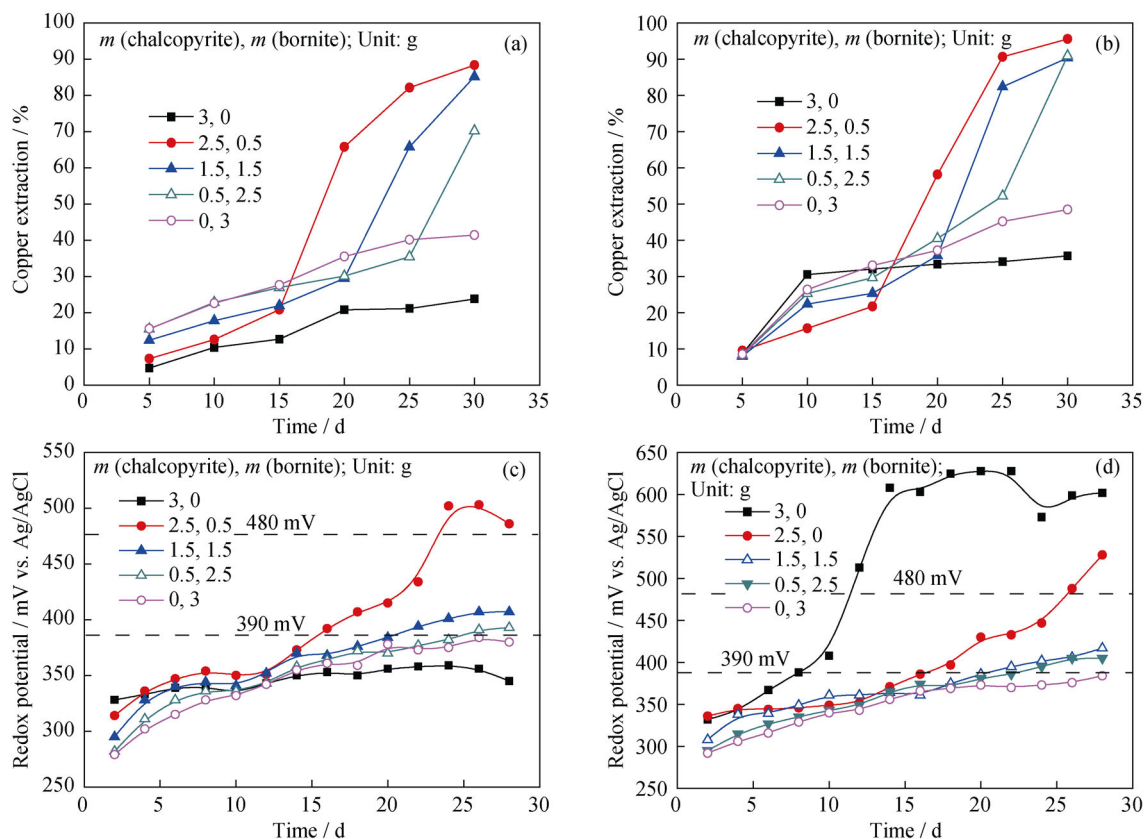 m (chalcopyrite), m (bornite); Unit: g
(a)
3, 0
2.5, 0.5
1.5, 1.5
0.5, 2.5
0, 3
Copper extraction / %
100
90
80
70
60
50
40
30
20
10
0
0 5 10 15 20 25 30 35
Time / d
m (chalcopyrite), m (bornite); Unit: g
(b)
3, 0
2.5, 0.5
1.5, 1.5
0.5, 2.5
0, 3
Copper extraction / %
100
90
80
70
60
50
40
30
20
10
0
0 5 10 15 20 25 30 35
Time / d
m (chalcopyrite), m (bornite); Unit: g
(c)
3, 0
2.5, 0.5
1.5, 1.5
0.5, 2.5
0, 3
480 mV
390 mV
Redox potential / mV vs. Ag/AgCl
550
500
450
400
350
300
250
0 5 10 15 20 25 30
Time / d
m (chalcopyrite), m (bornite);
Unit: g
(d)
3, 0
2.5, 0
1.5, 1.5
0.5, 2.5
0, 3
480 mV
390 mV
Redox potential / mV vs. Ag/AgCl
650
600
550
500
450
400
350
300
250
0 5 10 15 20 25 30
Time / d